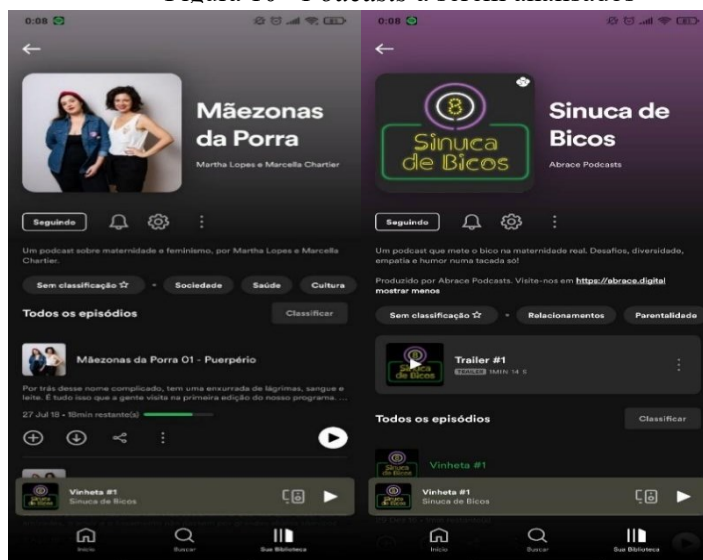 0:08
Mãezonas
da Porra
Martha Lopes e Marcella Chartier
Seguindo
Um podcast sobre maternidade e feminismo, por Martha Lopes e Marcella
Chartier.
Sem classificação
Sociedade
Saúde
Cultura
Todos os episódios
Classificar
Mãezonas da Porra 01 - Puerpério
Por trás desse nome complicado, tem uma enxurrada de lágrimas, sangue e
leite. É tudo isso que a gente visita na primeira edição do nosso programa. ...
27 Jul 18 • 18min restante(s)
Vinheta #1
Sinuca de Bicos
Início
Buscar
Sua Biblioteca
0:08
8
Sinuca
de Bicos
Sinuca de
Bicos
Abrace Podcasts
Seguindo
Um podcast que mete o bico na maternidade real. Desafios, diversidade,
empatia e humor numa tacada só!
Produzido por Abrace Podcasts. Visite-nos em https://abrace.digital
mostrar menos
Sem classificação
Relacionamentos
Parentalidade
Sinuca
de Bicos
Trailer #1
TRAILER 1MIN 14 S
Todos os episódios
Classificar
Vinheta #1
Vinheta #1
Sinuca de Bicos
Início
Buscar
Sua Biblioteca